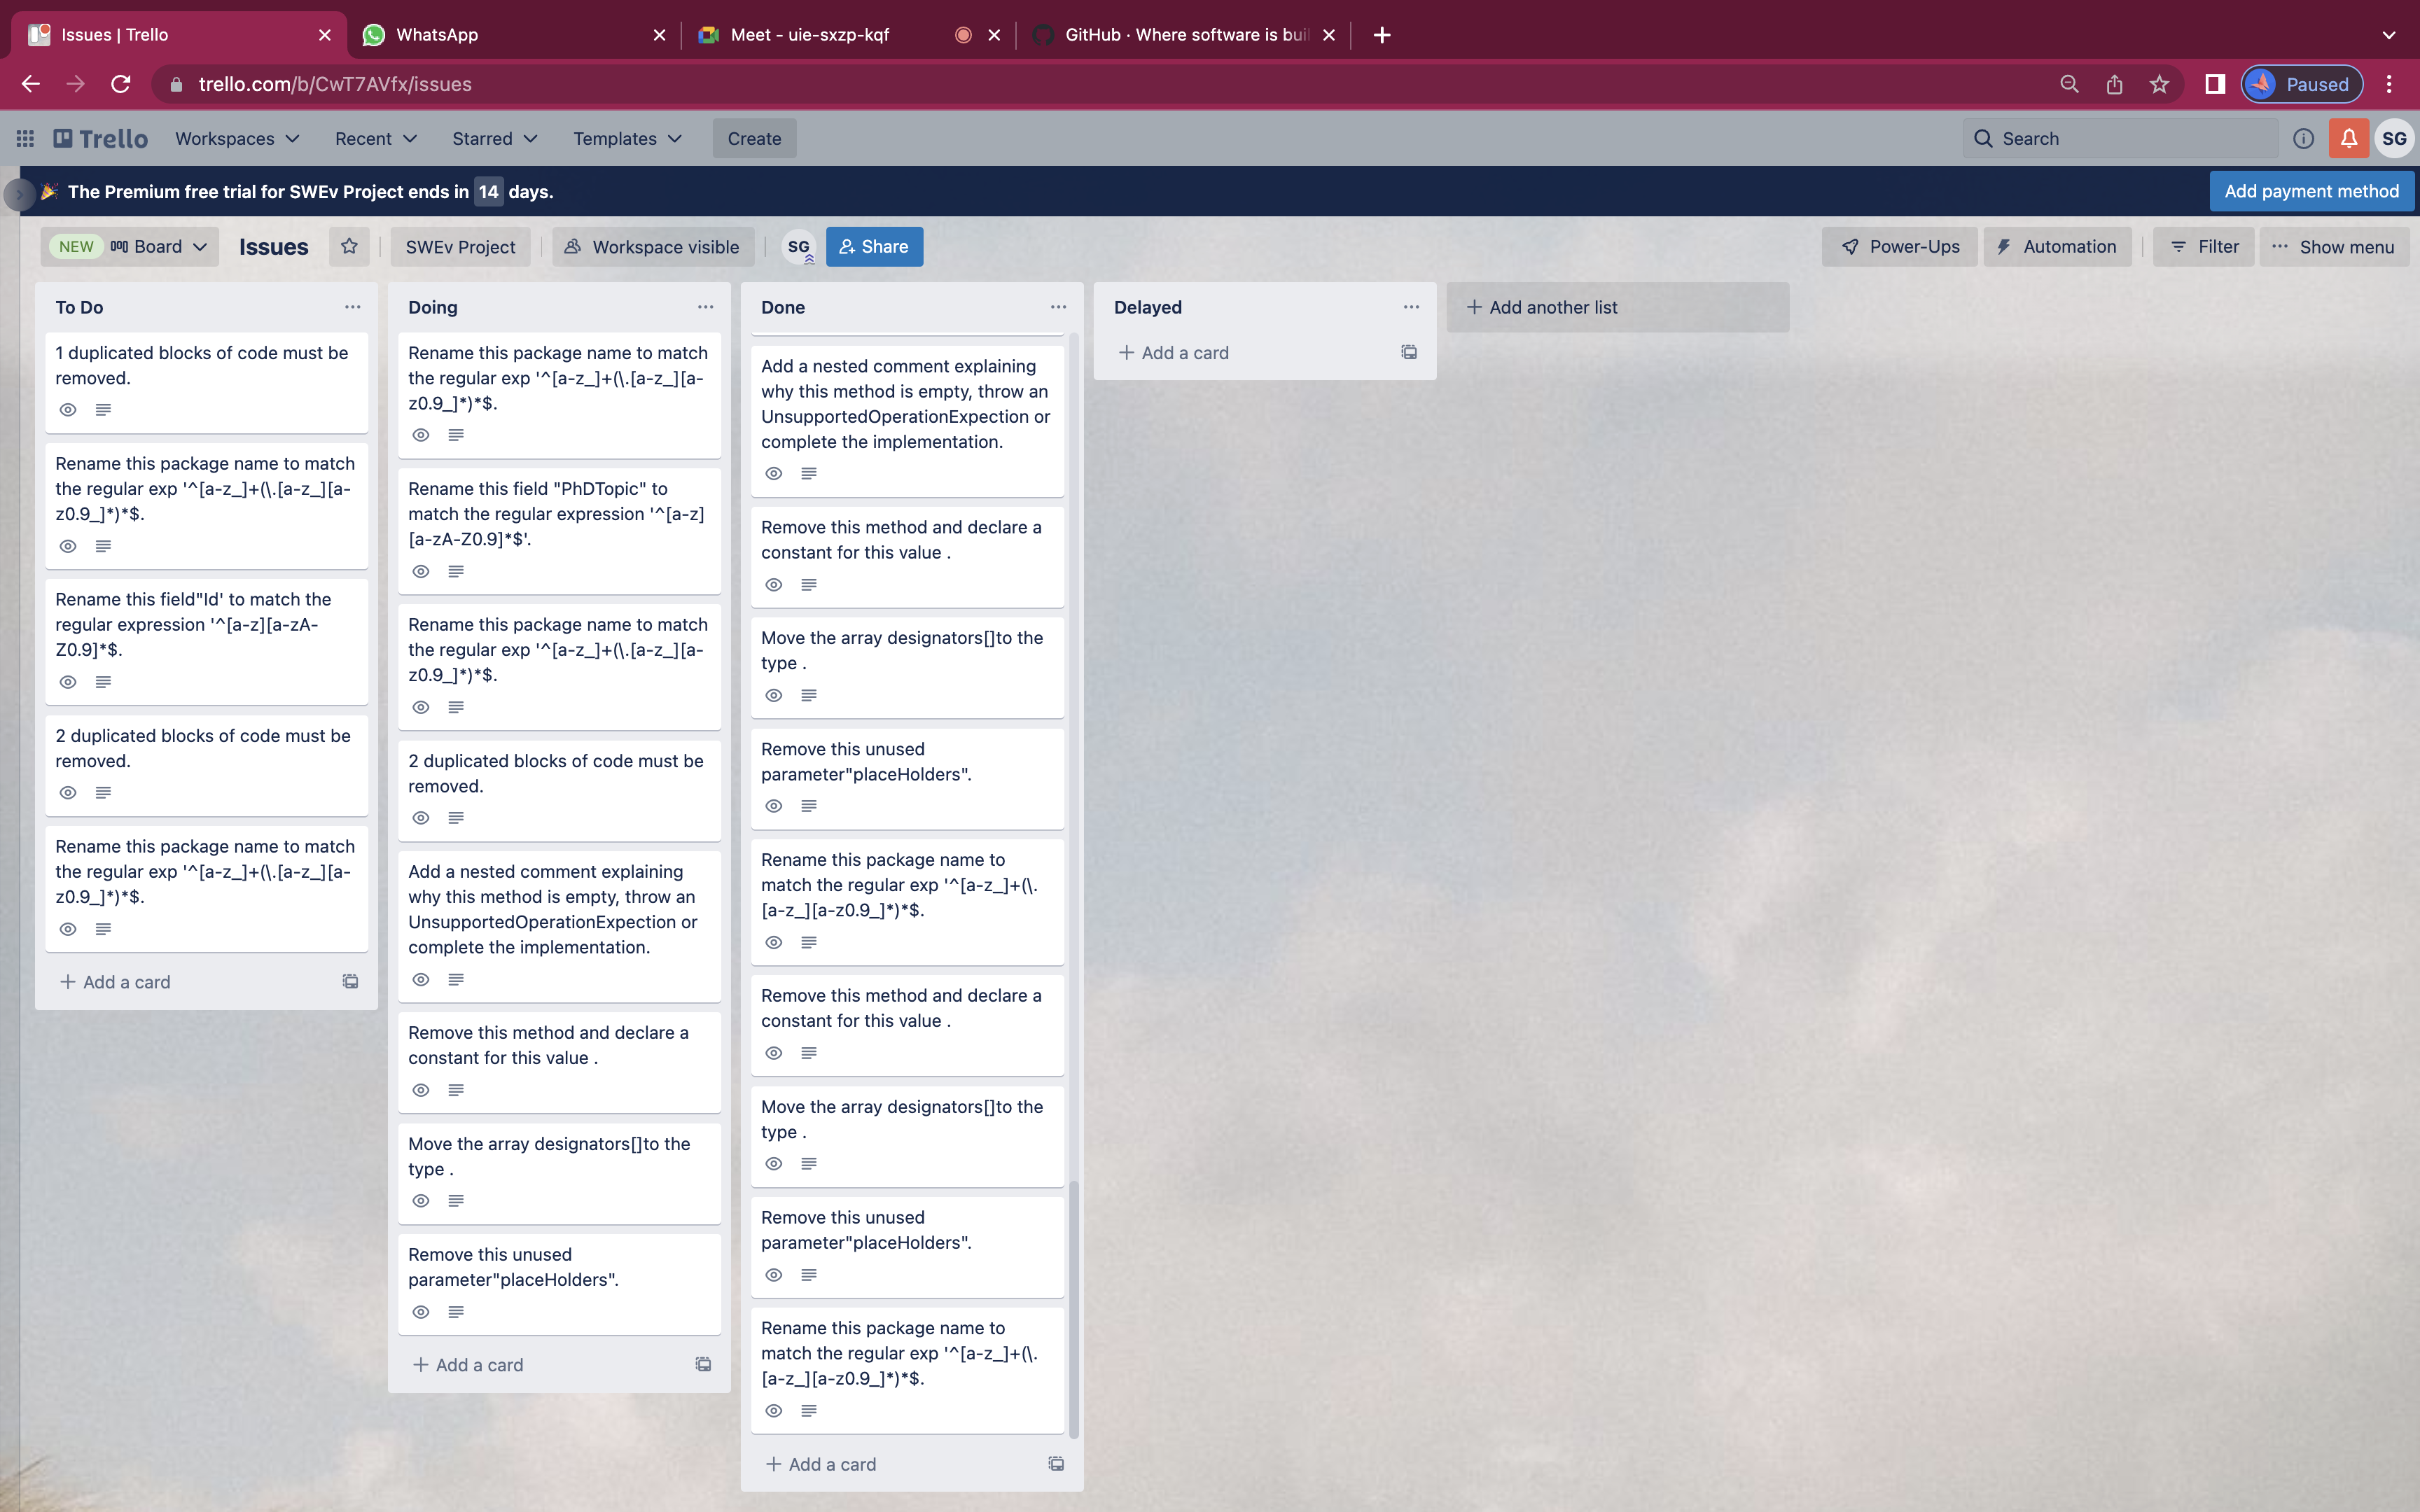 Issues | Trello
WhatsApp
Meet - uie-sxzp-kqf
GitHub · Where software is bui
trello.com/b/CwT7AVfx/issues
Paused
Trello
Workspaces
Recent
Starred
Templates
Create
Search
SG
The Premium free trial for SWEv Project ends in 14 days.
Add payment method
NEW
Board
Issues
SWEv Project
Workspace visible
SG
Share
Power-Ups
Automation
Filter
Show menu
To Do
1 duplicated blocks of code must be
removed.
Rename this package name to match
the regular exp '^[a-z_]+(\.[a-z_][a-
z0.9_]*)*$.
Rename this field"Id' to match the
regular expression '^[a-z][a-zA-
Z0.9]*$.
2 duplicated blocks of code must be
removed.
Rename this package name to match
the regular exp '^[a-z_]+(\.[a-z_][a-
z0.9_]*)*$.
+ Add a card
Doing
Rename this package name to match
the regular exp '^[a-z_]+(\.[a-z_][a-
z0.9_]*)*$.
Rename this field "PhDTopic" to
match the regular expression '^[a-z]
[a-zA-Z0.9]*$'.
Rename this package name to match
the regular exp '^[a-z_]+(\.[a-z_][a-
z0.9_]*)*$.
2 duplicated blocks of code must be
removed.
Add a nested comment explaining
why this method is empty, throw an
UnsupportedOperationExpection or
complete the implementation.
Remove this method and declare a
constant for this value .
Move the array designators[]to the
type .
Remove this unused
parameter"placeHolders".
+ Add a card
Done
Add a nested comment explaining
why this method is empty, throw an
UnsupportedOperationExpection or
complete the implementation.
Remove this method and declare a
constant for this value .
Move the array designators[]to the
type .
Remove this unused
parameter"placeHolders".
Rename this package name to
match the regular exp '^[a-z_]+(\.
[a-z_][a-z0.9_]*)*$.
Remove this method and declare a
constant for this value .
Move the array designators[]to the
type .
Remove this unused
parameter"placeHolders".
Rename this package name to
match the regular exp '^[a-z_]+(\.
[a-z_][a-z0.9_]*)*$.
+ Add a card
Delayed
+ Add a card
+ Add another list